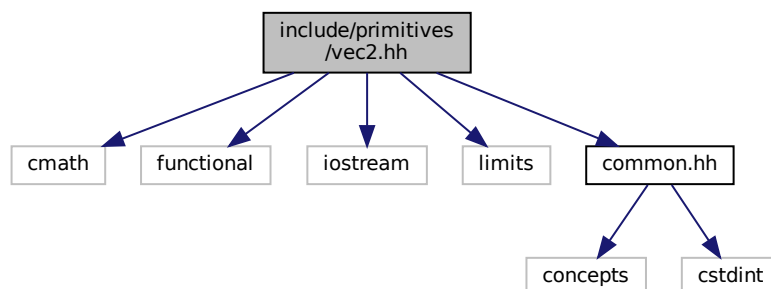 include/primitives
/vec2.hh
cmath
functional
iostream
limits
common.hh
concepts
cstdint